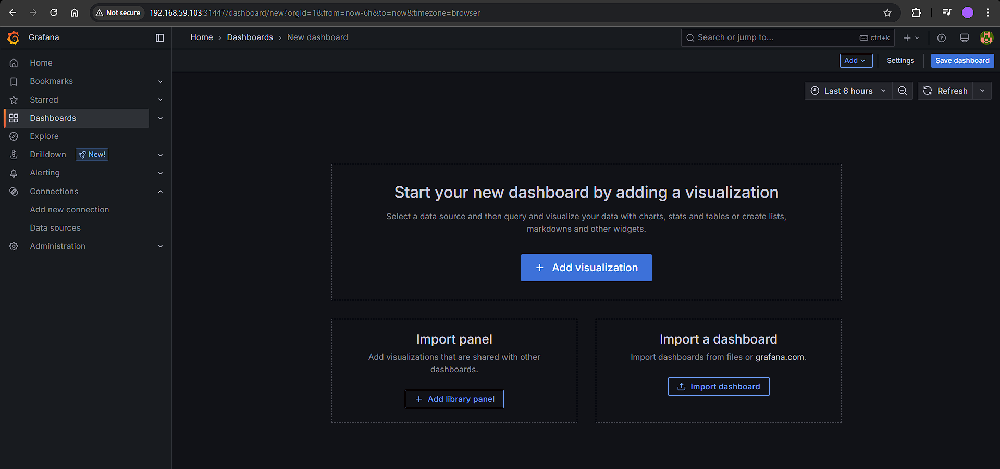 Not secure 192.168.59.103:31447/dashboard/new?orgId=1&from=now-6h&to=now&timezone=browser
Grafana
Home › Dashboards › New dashboard
Search or jump to... ctrl+k
Add Settings Save dashboard
Last 6 hours Refresh
Home
Bookmarks
Starred
Dashboards
Explore
Drilldown New!
Alerting
Connections
Add new connection
Data sources
Administration
Start your new dashboard by adding a visualization
Select a data source and then query and visualize your data with charts, stats and tables or create lists,
markdowns and other widgets.
+ Add visualization
Import panel
Add visualizations that are shared with other
dashboards.
+ Add library panel
Import a dashboard
Import dashboards from files or grafana.com.
Import dashboard